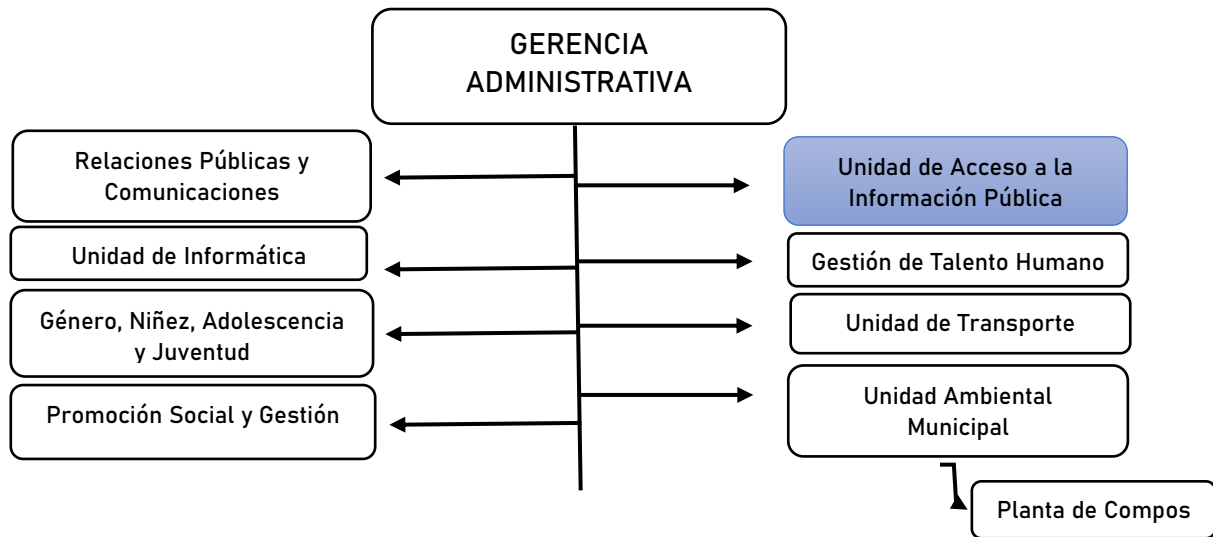 GERENCIA
ADMINISTRATIVA
Relaciones Públicas y
Comunicaciones
Unidad de Informática
Género, Niñez, Adolescencia
y Juventud
Promoción Social y Gestión
Unidad de Acceso a la
Información Pública
Gestión de Talento Humano
Unidad de Transporte
Unidad Ambiental
Municipal
Planta de Compos